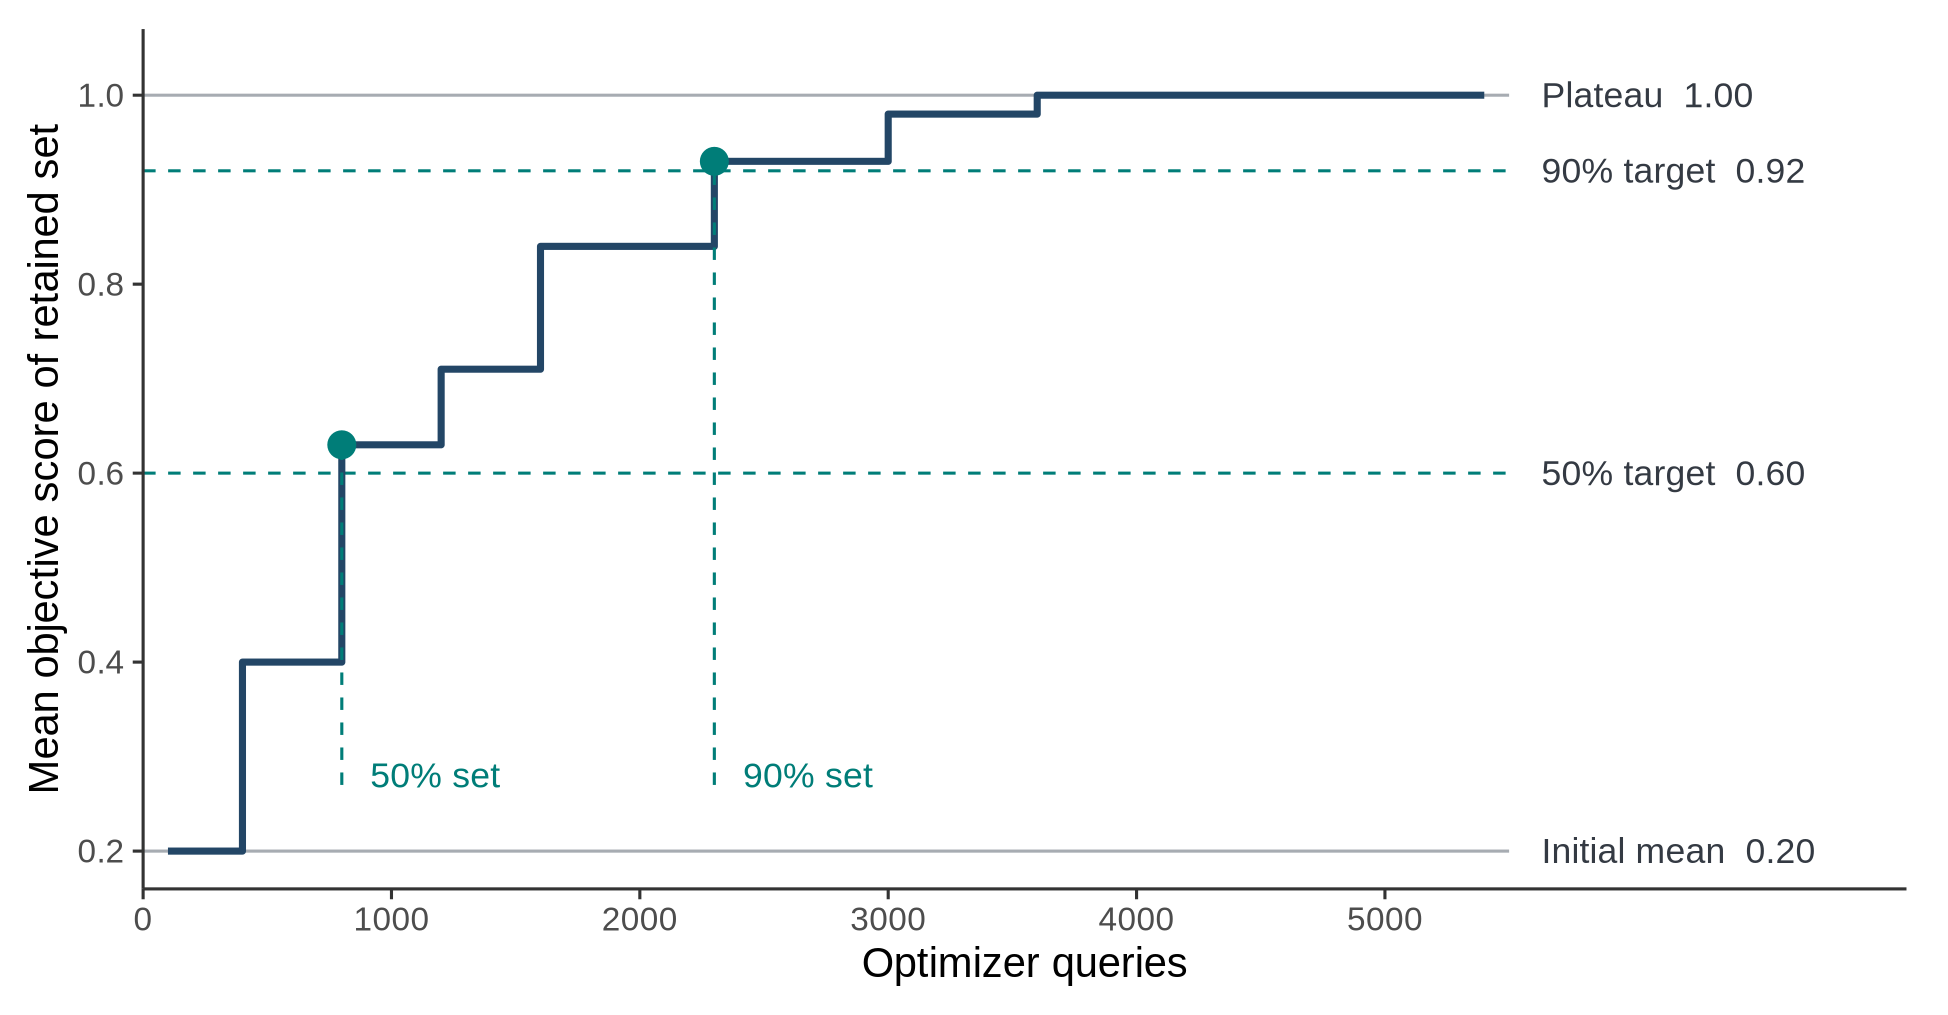 Mean objective score of retained set
1.0
0.8
0.6
0.4
0.2
Plateau 1.00
90% target 0.92
50% target 0.60
50% set
90% set
Initial mean 0.20
0 1000 2000 3000 4000 5000
Optimizer queries